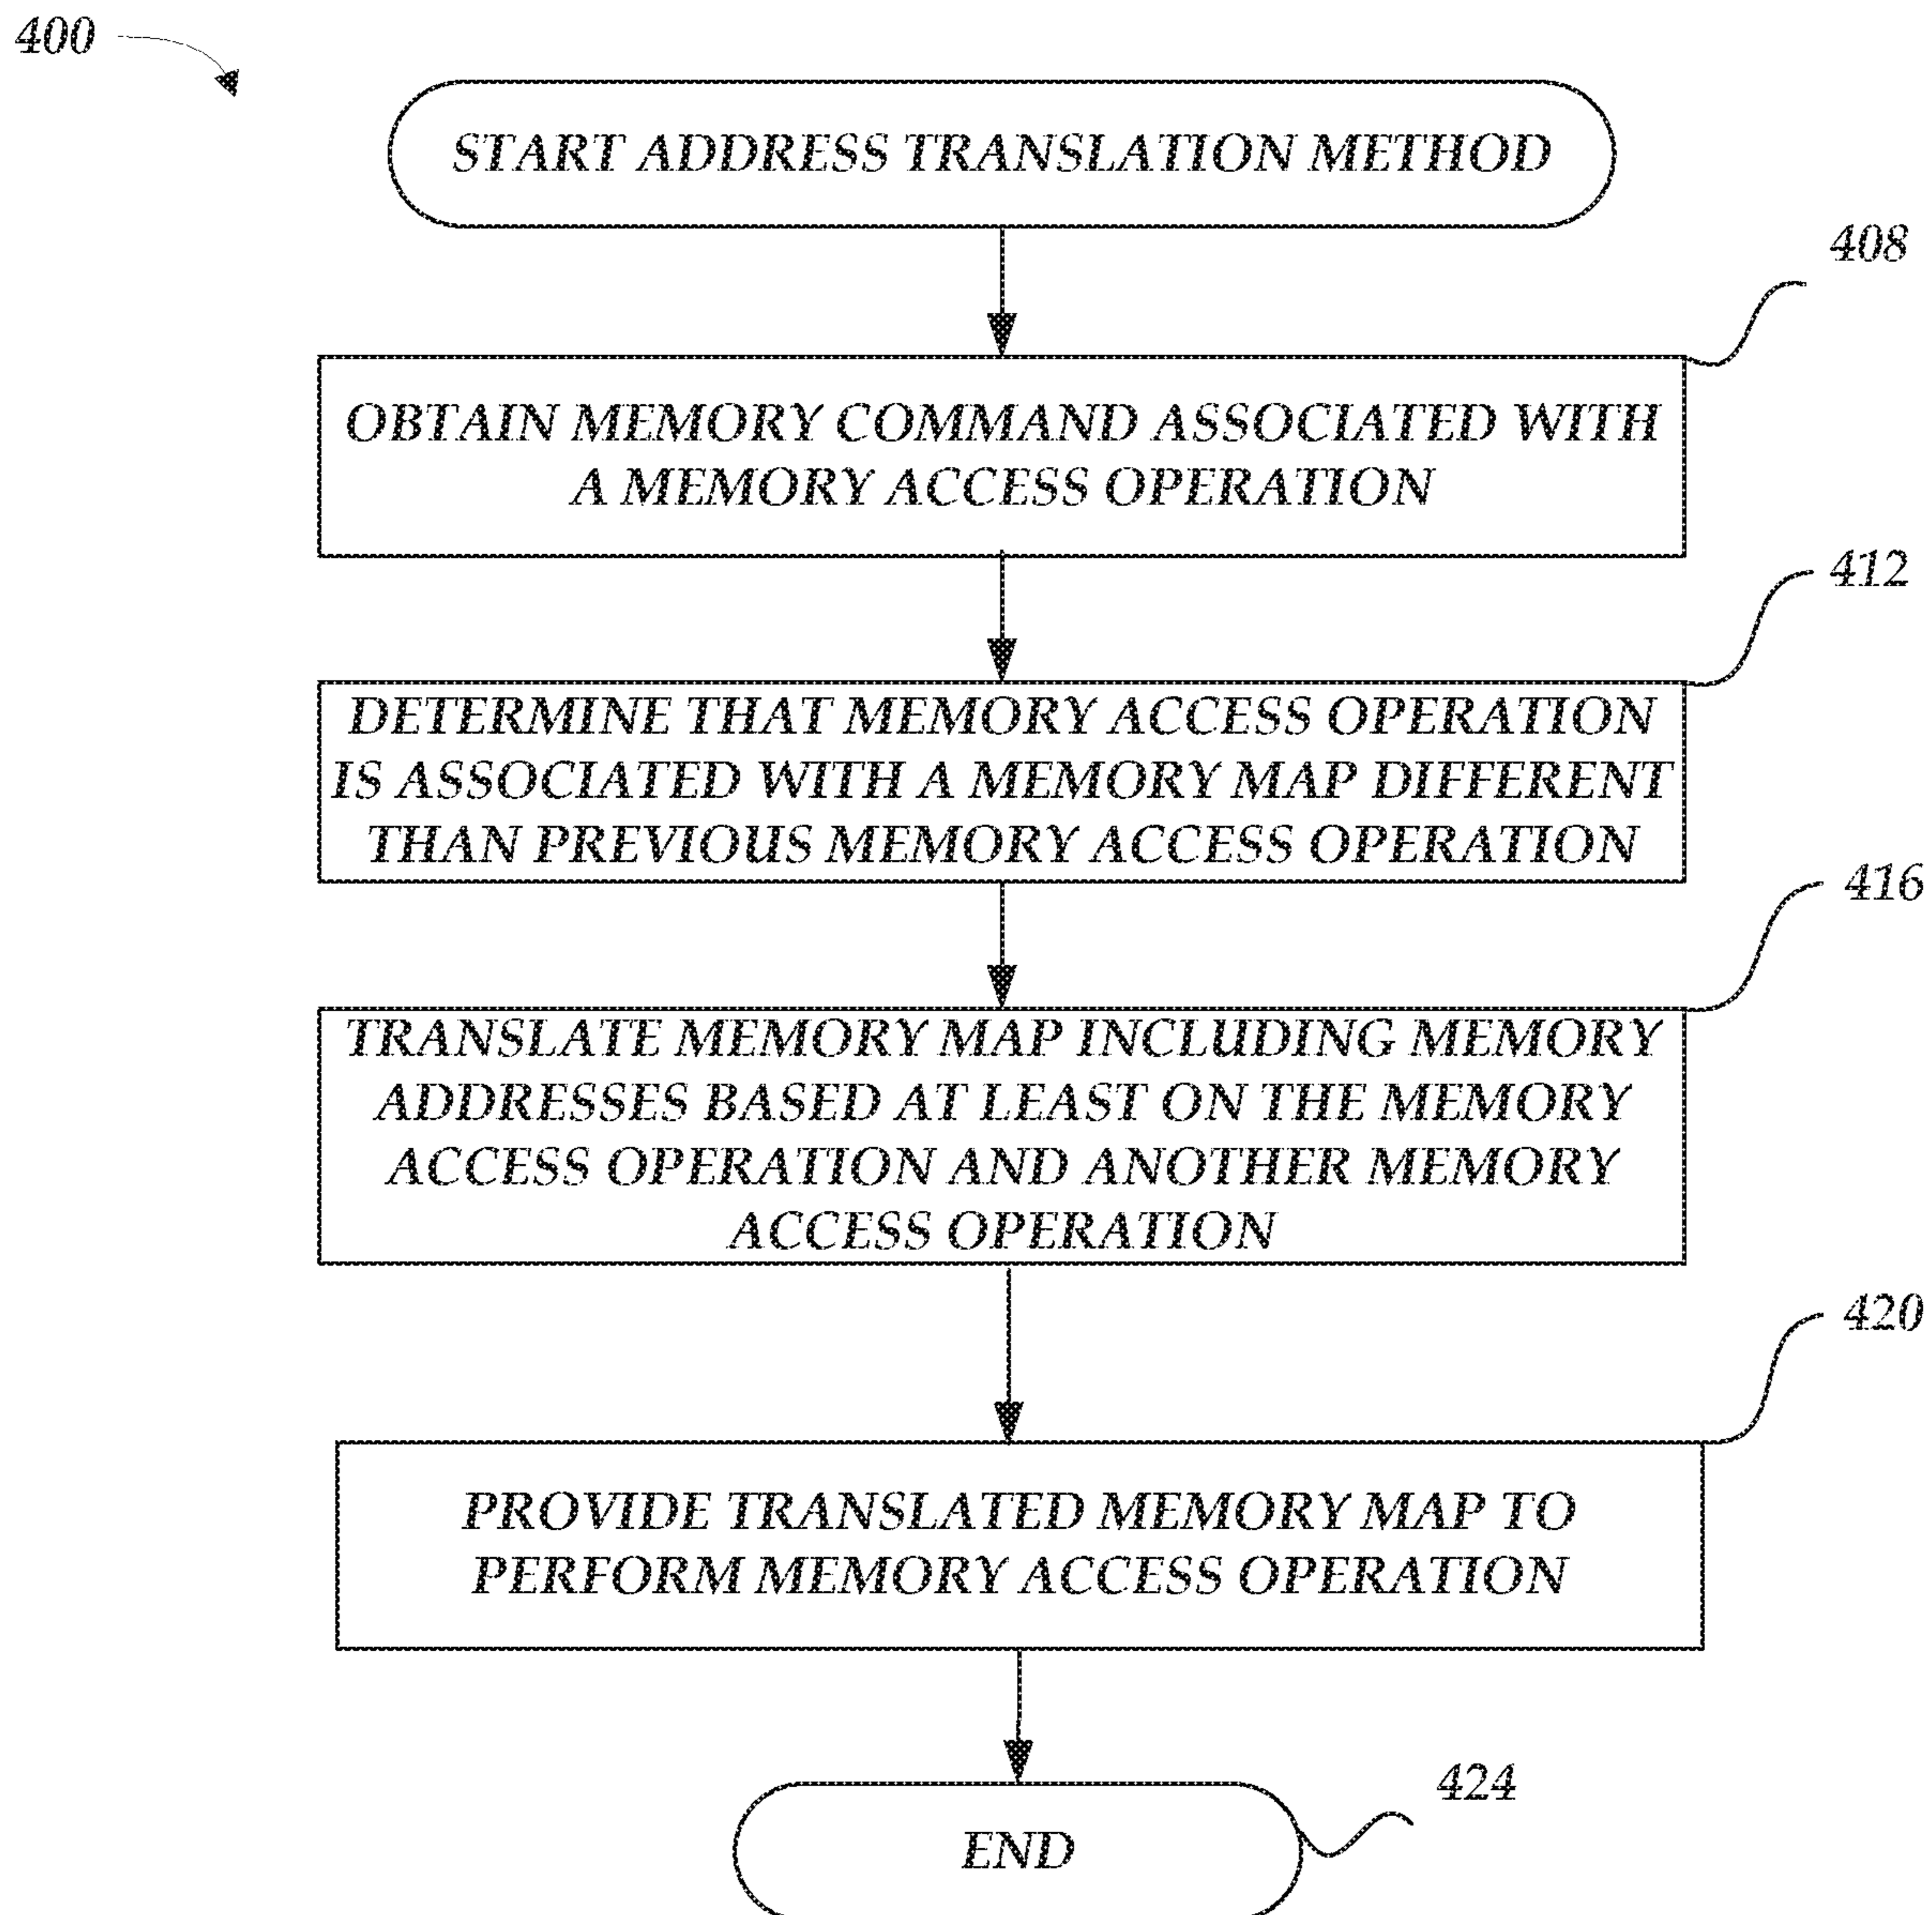 400
START ADDRESS TRANSLATION METHOD
408
OBTAIN MEMORY COMMAND ASSOCIATED WITH
A MEMORY ACCESS OPERATION
412
DETERMINE THAT MEMORY ACCESS OPERATION
IS ASSOCIATED WITH A MEMORY MAP DIFFERENT
THAN PREVIOUS MEMORY ACCESS OPERATION
416
TRANSLATE MEMORY MAP INCLUDING MEMORY
ADDRESSES BASED AT LEAST ON THE MEMORY
ACCESS OPERATION AND ANOTHER MEMORY
ACCESS OPERATION
420
PROVIDE TRANSLATED MEMORY MAP TO
PERFORM MEMORY ACCESS OPERATION
424
END